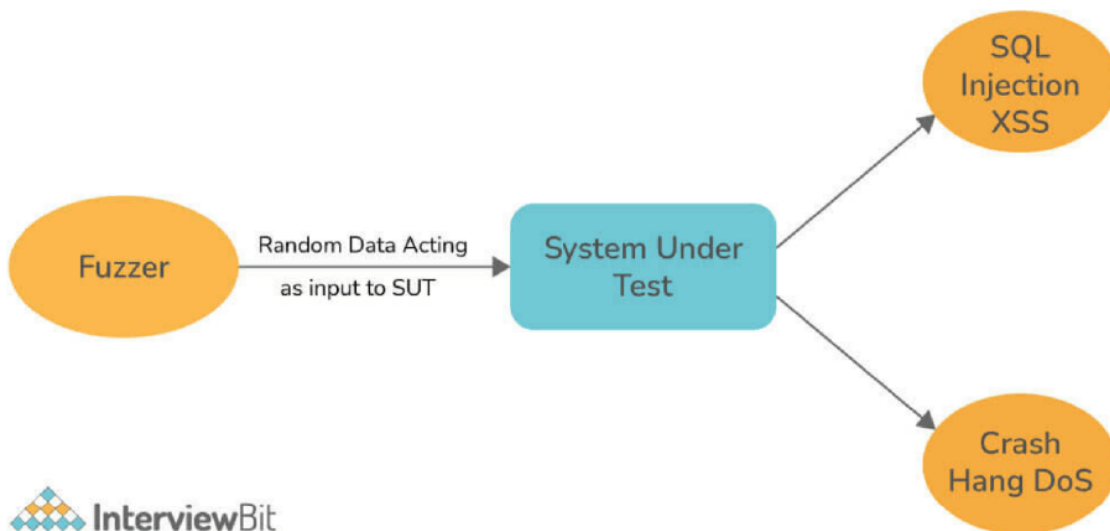 SQL
Injection
XSS
Fuzzer
Random Data Acting
as input to SUT
System Under
Test
Crash
Hang DoS
InterviewBit